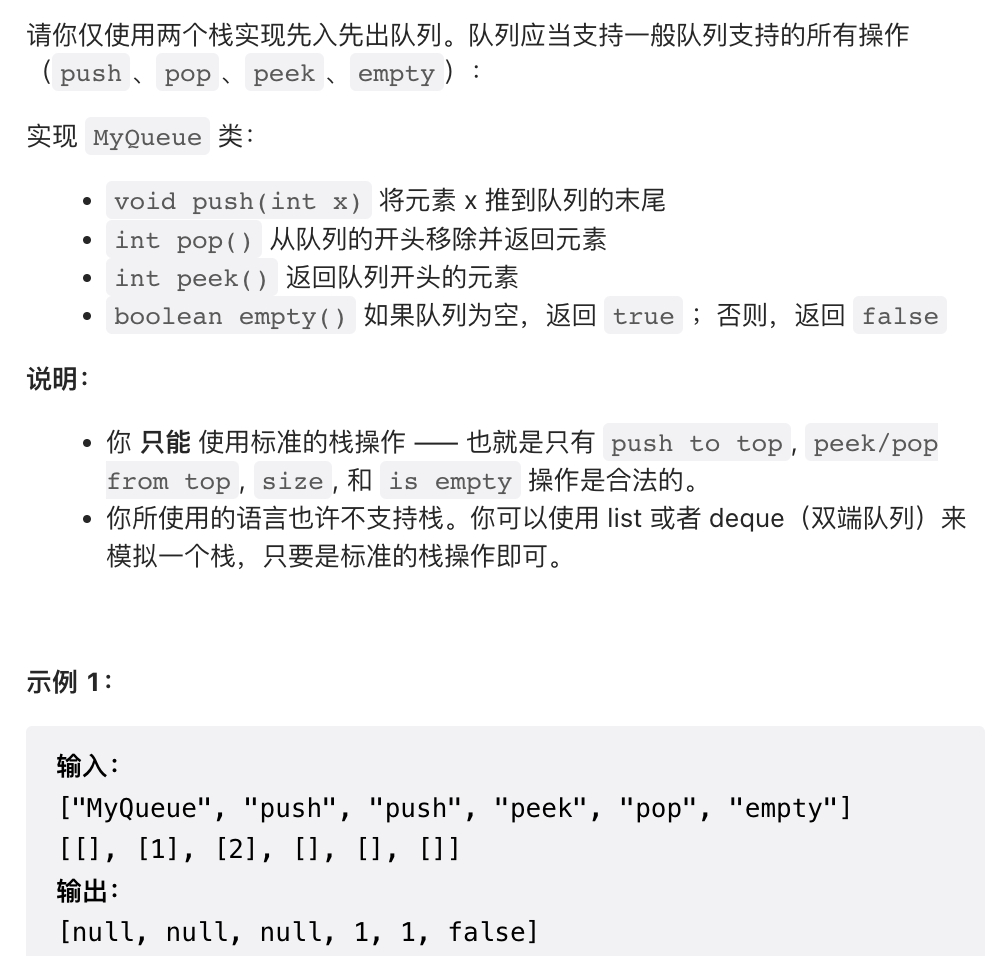 请你仅使用两个栈实现先入先出队列。队列应当支持一般队列支持的所有操作
（push、pop、peek、empty）：
实现 MyQueue 类：
• void push(int x) 将元素 x 推到队列的末尾
• int pop() 从队列的开头移除并返回元素
• int peek() 返回队列开头的元素
• boolean empty() 如果队列为空，返回 true ；否则，返回 false
说明：
• 你 只能 使用标准的栈操作 —— 也就是只有 push to top, peek/pop
from top, size, 和 is empty 操作是合法的。
• 你所使用的语言也许不支持栈。你可以使用 list 或者 deque（双端队列）来
模拟一个栈，只要是标准的栈操作即可。
示例 1：
输入：
["MyQueue", "push", "push", "peek", "pop", "empty"]
[[], [1], [2], [], [], []]
输出：
[null, null, null, 1, 1, false]